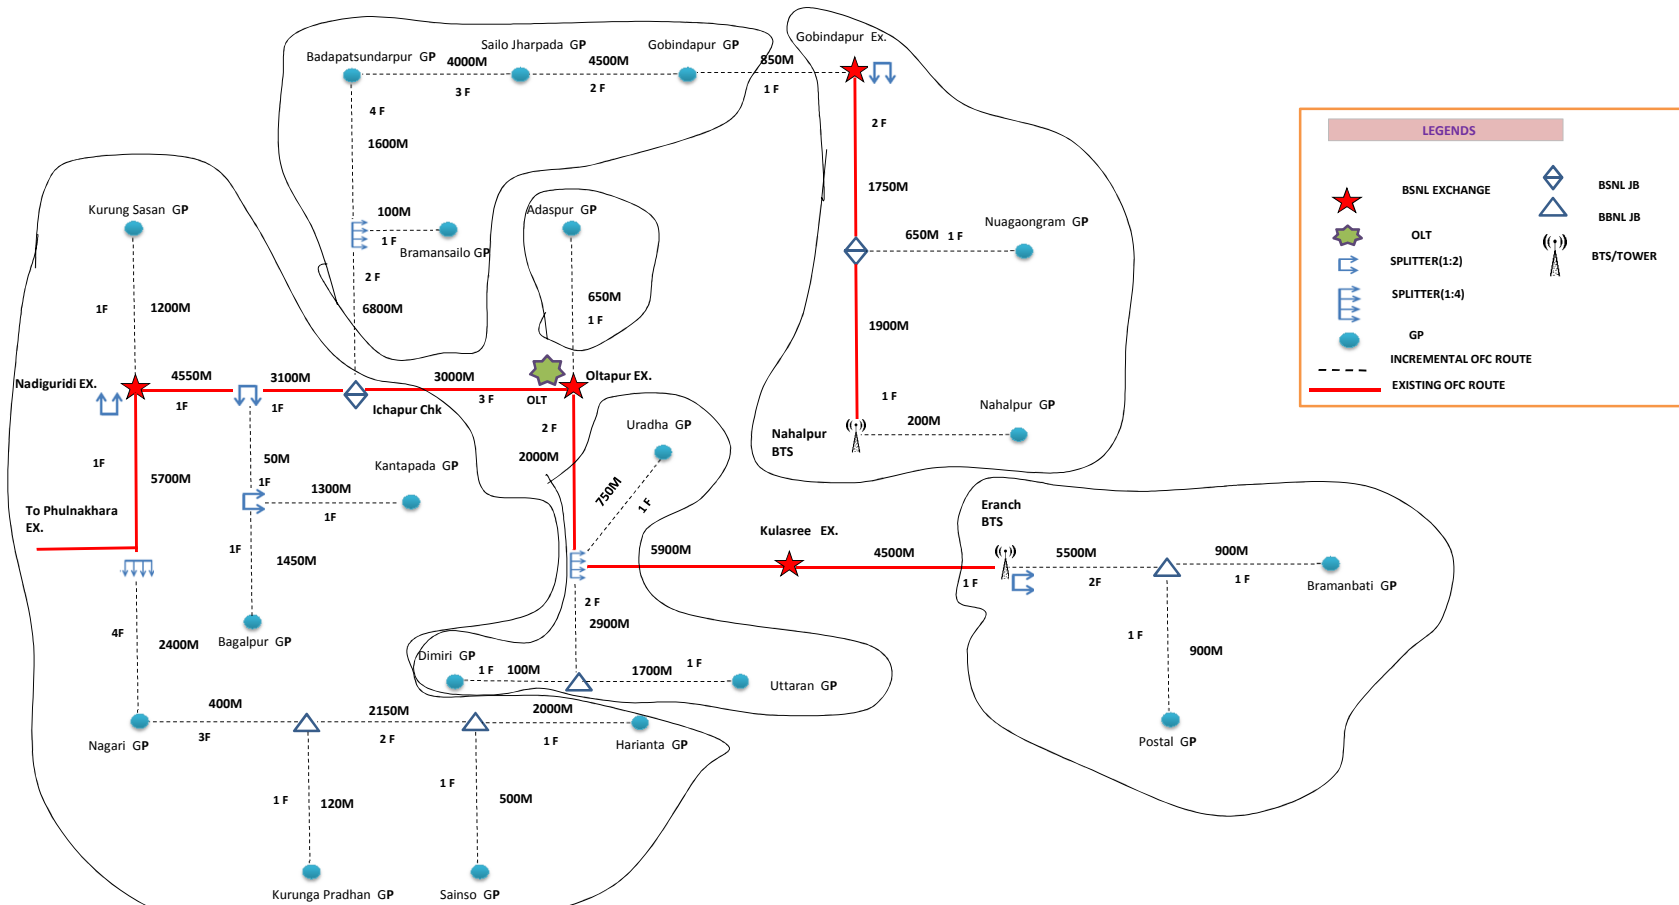 Gobindapur Ex.
Sailo Jharpada GP
Gobindapur GP
Badapatsundarpur GP
4000M
4500M
850M
3 F
2 F
1 F
4 F
2 F
1600M
LEGENDS
BSNL EXCHANGE
BSNL JB
BBNL JB
OLT
BTS/TOWER
SPLITTER(1:2)
SPLITTER(1:4)
GP
INCREMENTAL OFC ROUTE
EXISTING OFC ROUTE
1750M
Kurung Sasan GP
100M
Adaspur GP
Nuagaongram GP
1 F
Bramansailo GP
650M 1 F
2 F
650M
1F
1200M
6800M
1 F
1900M
Nadiguridi EX.
4550M
3100M
3000M
Oltapur EX.
1F
1F
Ichapur Chk
3 F
OLT
1 F
Nahalpur GP
2 F
Uradha GP
200M
Nahalpur
BTS
1F
50M
Kantapada GP
2000M
5700M
1F
1300M
750M
1F
1 F
To Phulnakhara
EX.
Eranch
BTS
Kulasree EX.
1F
1450M
5900M
4500M
5500M
900M
1 F
2F
1 F
Bramanbati GP
2 F
2900M
4F
2400M
Bagalpur GP
1 F
900M
Dimiri GP
1 F
100M
1700M
1 F
Uttaran GP
400M
2150M
2000M
Nagari GP
3F
2 F
1 F
Harianta GP
Postal GP
1 F
120M
1 F
500M
Kurunga Pradhan GP
Sainso GP